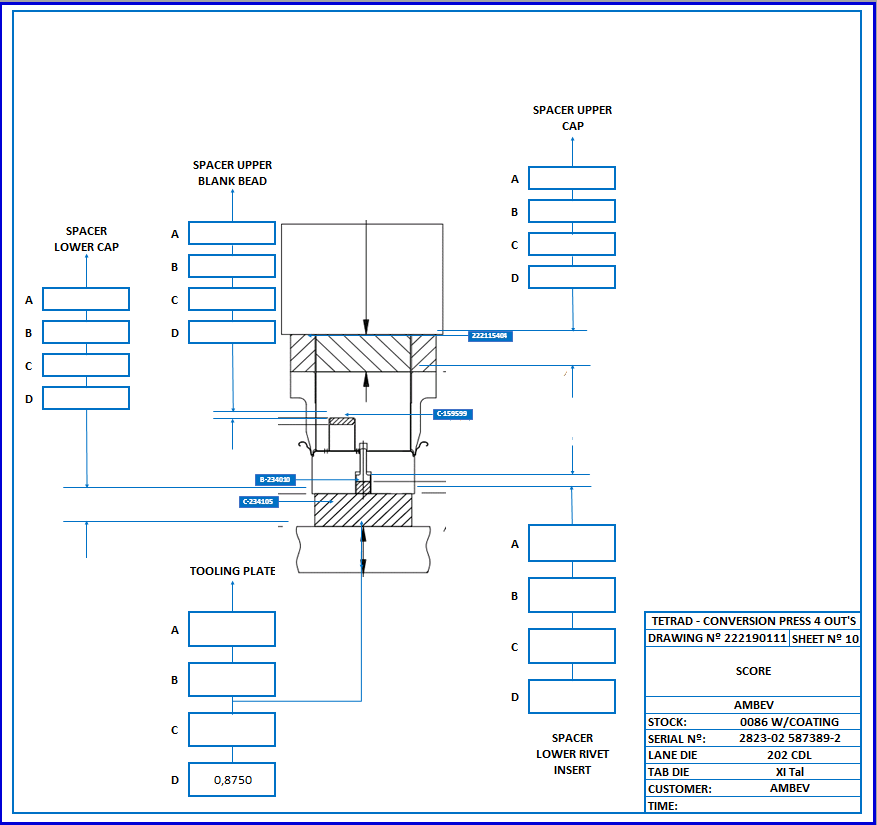 SPACER UPPER
CAP
A
B
C
D
SPACER UPPER
BLANK BEAD
A
B
C
D
SPACER
LOWER CAP
A
B
C
D
222115404
C-159599
B-234010
C-234105
TOOLING PLATE
A
B
C
D
0,8750
A
B
C
D
SPACER
LOWER RIVET
INSERT
TETRAD - CONVERSION PRESS 4 OUT'S
DRAWING Nº 222190111 SHEET Nº 10
SCORE
AMBEV
STOCK: 0086 W/COATING
SERIAL Nº: 2823-02 587389-2
LANE DIE 202 CDL
TAB DIE XI Tal
CUSTOMER: AMBEV
TIME: